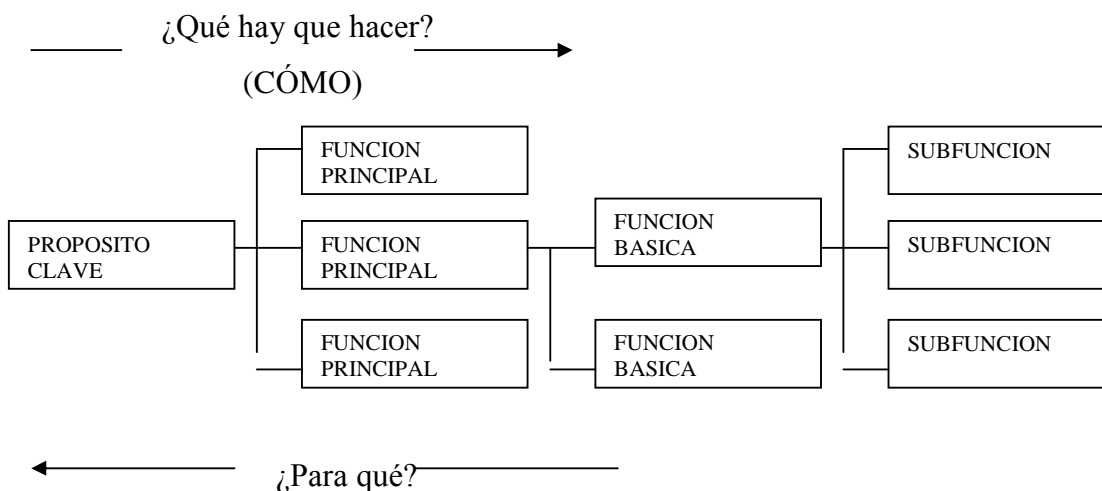 ¿Qué hay que hacer?
(CÓMO)
FUNCION
PRINCIPAL
SUBFUNCION
PROPOSITO
CLAVE
FUNCION
PRINCIPAL
FUNCION
BASICA
SUBFUNCION
FUNCION
PRINCIPAL
FUNCION
BASICA
SUBFUNCION
¿Para qué?